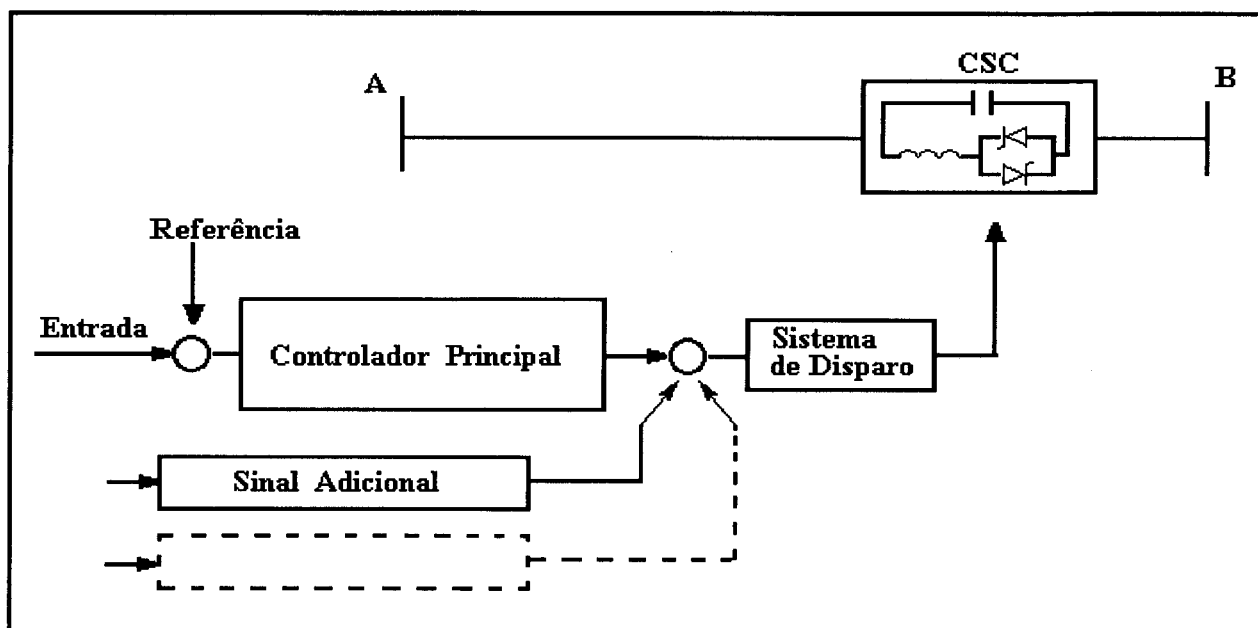 CSC
A
B
Referência
Entrada
Controlador Principal
Sistema
de Disparo
Sinal Adicional